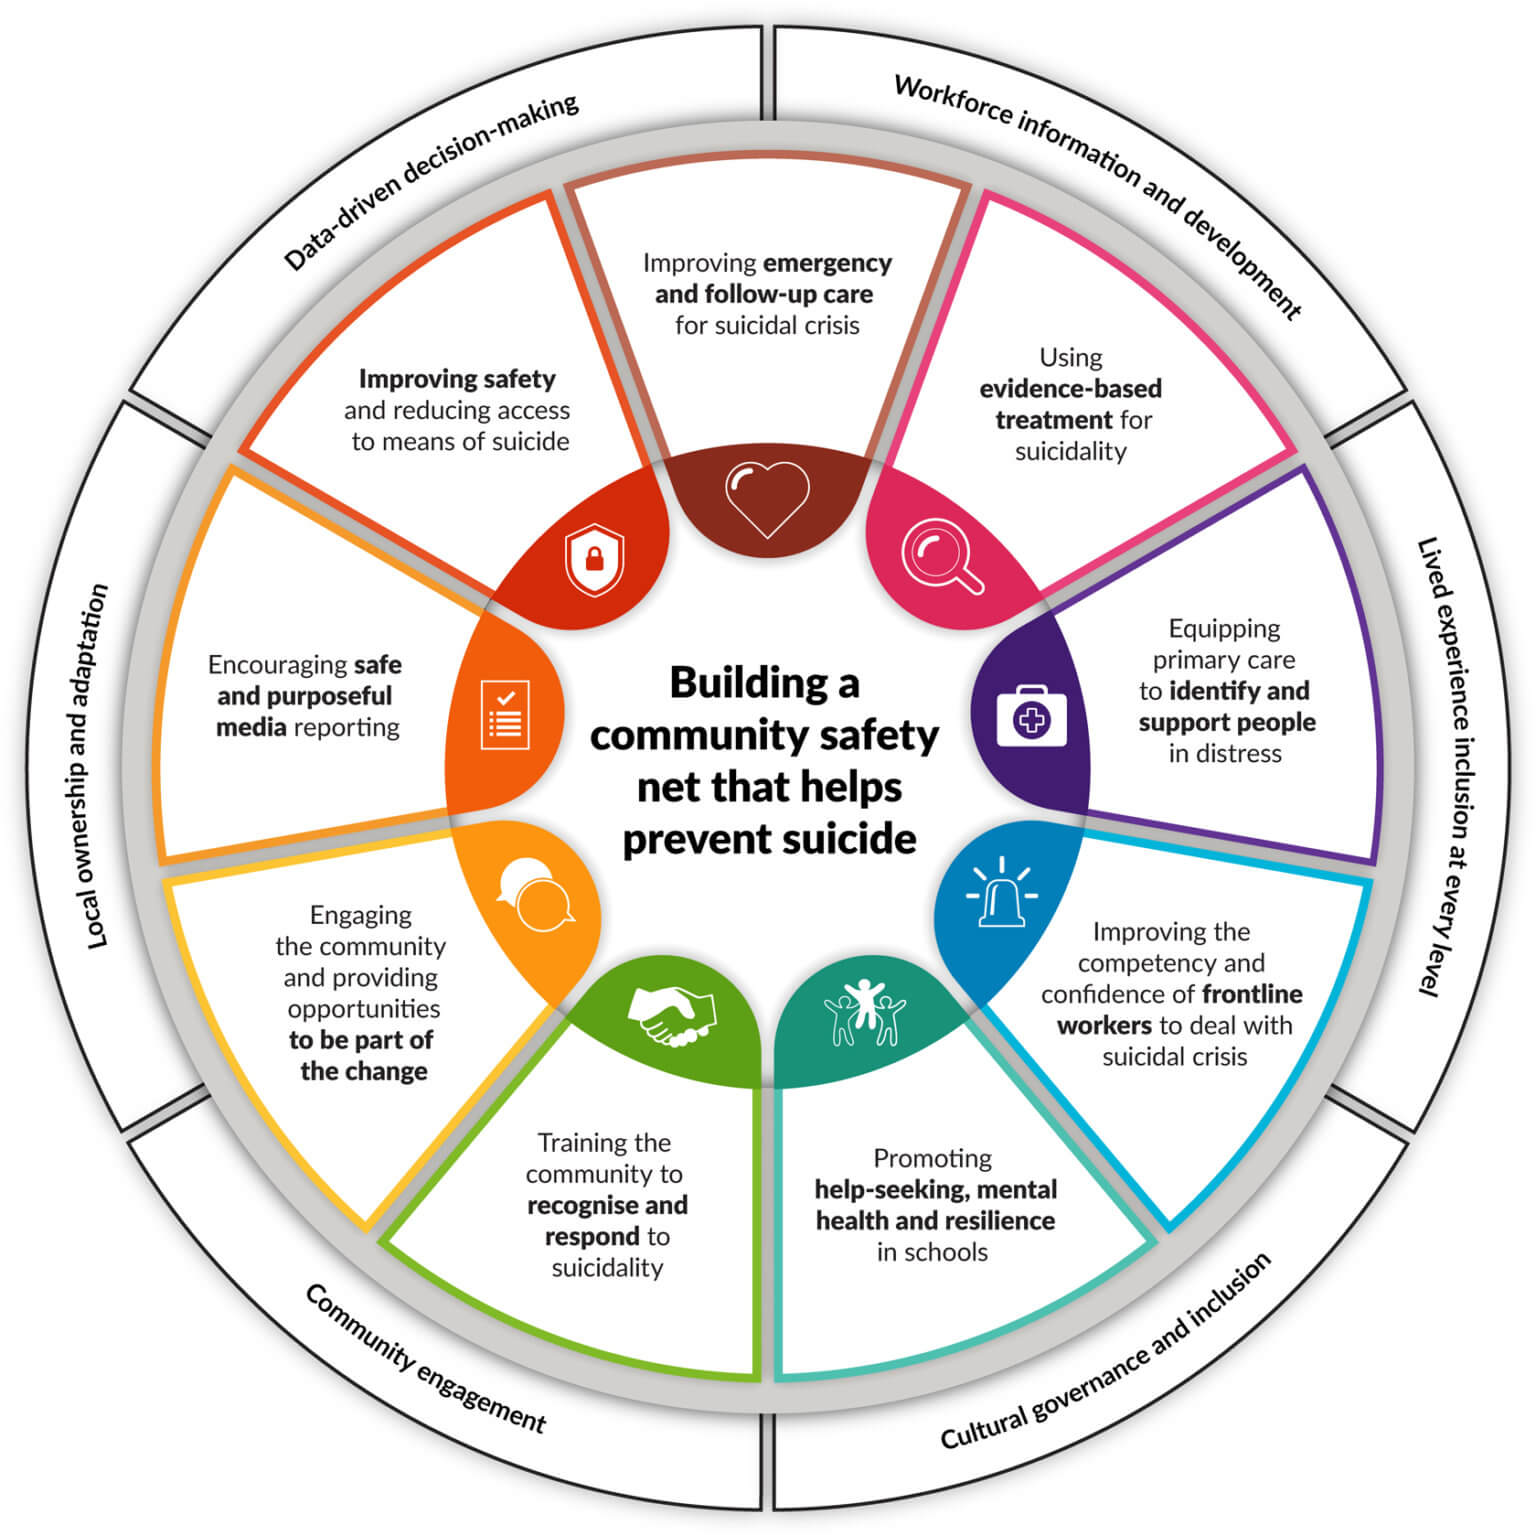 Data-driven decision-making
Workforce information and development
Lived experience inclusion at every level
Cultural governance and inclusion
Community engagement
Local ownership and adaptation
Improving emergency
and follow-up care
for suicidal crisis
Using
evidence-based
treatment for
suicidality
Equipping
primary care
to identify and
support people
in distress
Improving the
competency and
confidence of frontline
workers to deal with
suicidal crisis
Promoting
help-seeking, mental
health and resilience
in schools
Training the
community to
recognise and
respond to
suicidality
Engaging
the community
and providing
opportunities
to be part of
the change
Encouraging safe
and purposeful
media reporting
Improving safety
and reducing access
to means of suicide
Building a
community safety
net that helps
prevent suicide